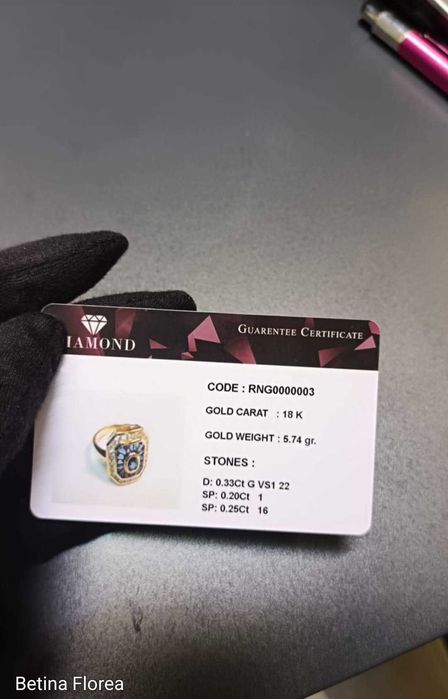 IAMOND
GUARENTEE CERTIFICATE
CODE : RNG0000003
GOLD CARAT : 18 K
GOLD WEIGHT : 5.74 gr.
STONES :
D: 0.33Ct G VS1 22
SP: 0.20Ct 1
SP: 0.25Ct 16
Betina Florea